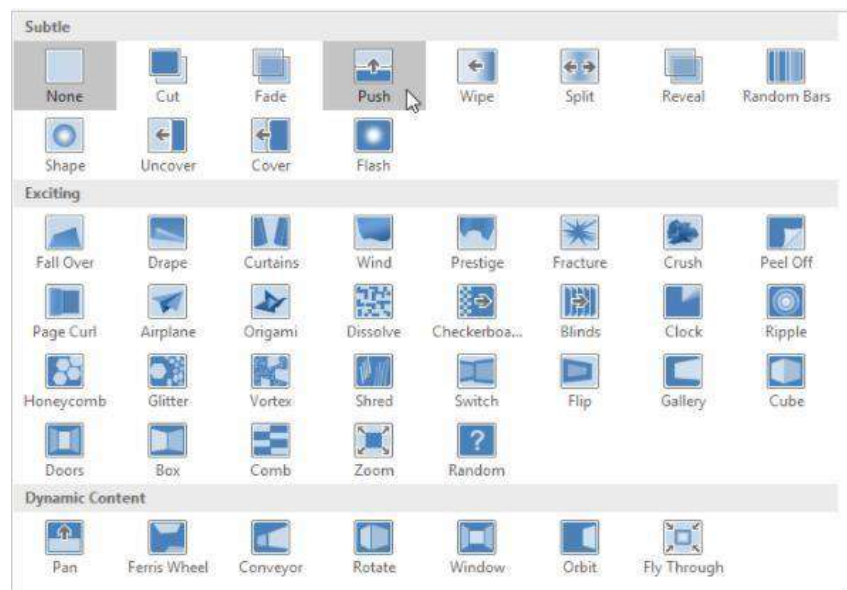 Subtle
None Cut Fade Push Wipe Split Reveal Random Bars
Shape Uncover Cover Flash
Exciting
Fall Over Drape Curtains Wind Prestige Fracture Crush Peel Off
Page Curl Airplane Origami Dissolve Checkerboa... Blinds Clock Ripple
Honeycomb Glitter Vortex Shred Switch Flip Gallery Cube
?
Doors Box Comb Zoom Random
Dynamic Content
Pan Ferris Wheel Conveyor Rotate Window Orbit Fly Through